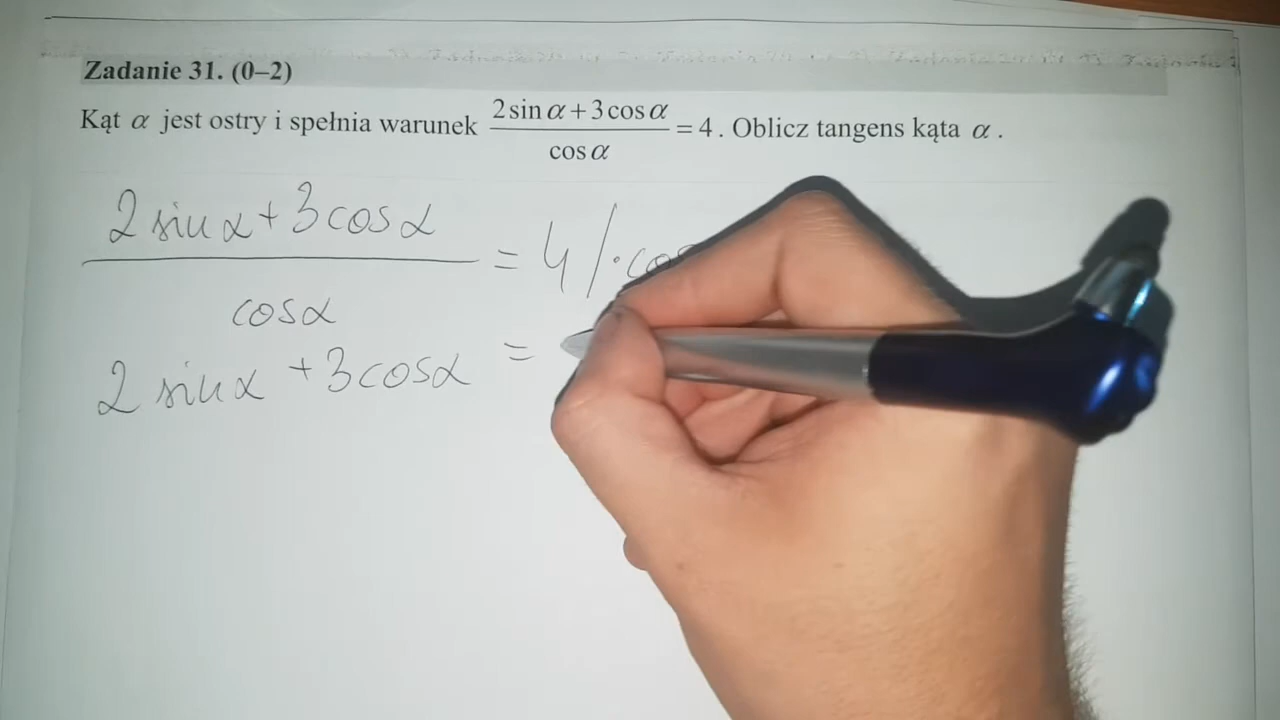 Zadanie 31. (0–2)
Kąt α jest ostry i spełnia warunek (2 sin α + 3 cos α)/(cos α) = 4. Oblicz tangens kąta α.
2 sin α + 3 cos α
= 4 / · cos
cos α
2 sin α + 3 cos α =